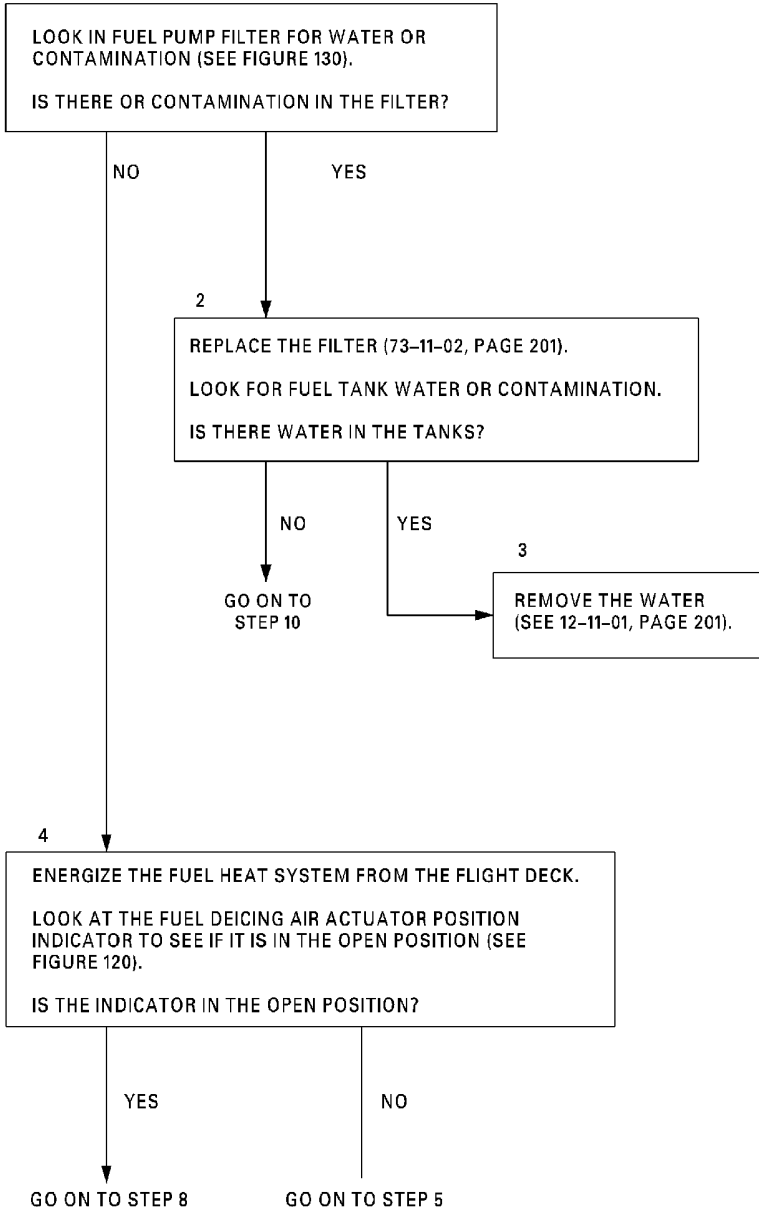 LOOK IN FUEL PUMP FILTER FOR WATER OR
CONTAMINATION (SEE FIGURE 130).
IS THERE OR CONTAMINATION IN THE FILTER?
NO
YES
2
REPLACE THE FILTER (73–11–02, PAGE 201).
LOOK FOR FUEL TANK WATER OR CONTAMINATION.
IS THERE WATER IN THE TANKS?
NO
YES
GO ON TO
STEP 10
3
REMOVE THE WATER
(SEE 12–11–01, PAGE 201).
4
ENERGIZE THE FUEL HEAT SYSTEM FROM THE FLIGHT DECK.
LOOK AT THE FUEL DEICING AIR ACTUATOR POSITION
INDICATOR TO SEE IF IT IS IN THE OPEN POSITION (SEE
FIGURE 120).
IS THE INDICATOR IN THE OPEN POSITION?
YES
NO
GO ON TO STEP 8
GO ON TO STEP 5